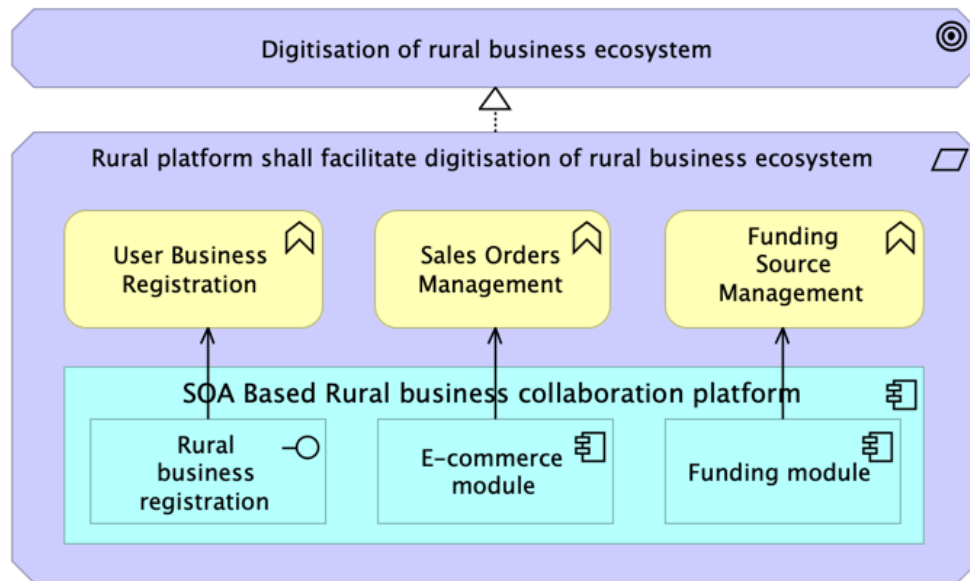 Digitisation of rural business ecosystem
Rural platform shall facilitate digitisation of rural business ecosystem
User Business
Registration
Sales Orders
Management
Funding
Source
Management
SOA Based Rural business collaboration platform
Rural
business
registration
E-commerce
module
Funding module